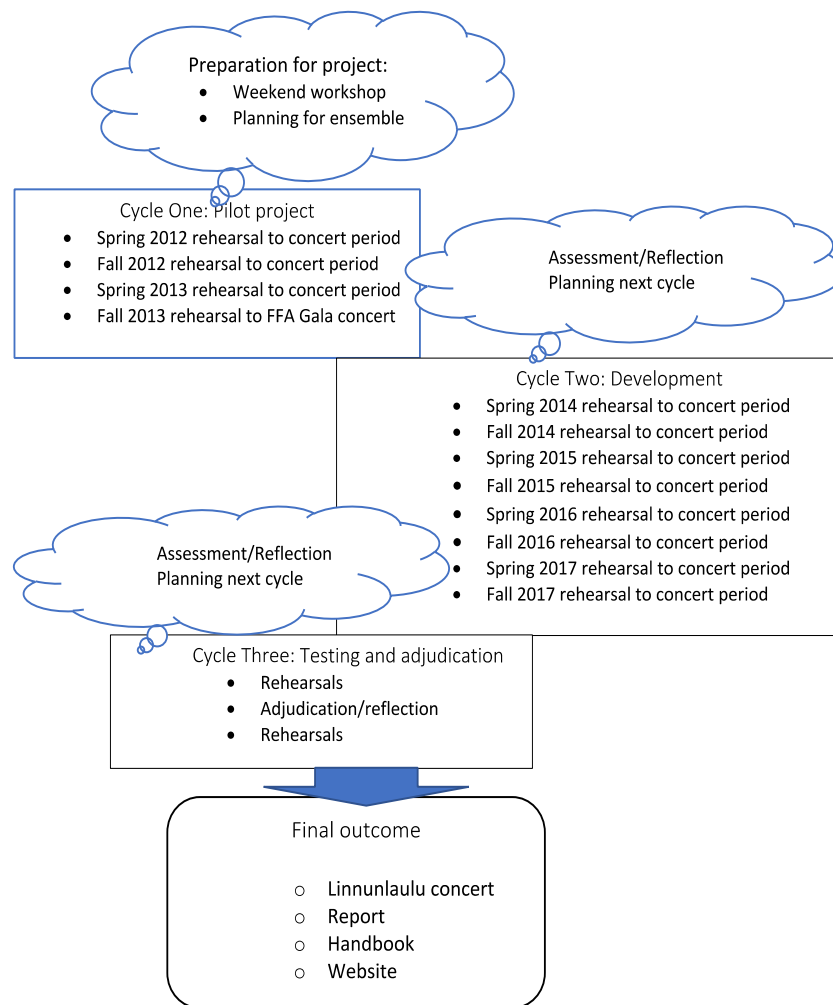 Preparation for project:
• Weekend workshop
• Planning for ensemble
Cycle One: Pilot project
• Spring 2012 rehearsal to concert period
• Fall 2012 rehearsal to concert period
• Spring 2013 rehearsal to concert period
• Fall 2013 rehearsal to FFA Gala concert
Assessment/Reflection
Planning next cycle
Cycle Two: Development
• Spring 2014 rehearsal to concert period
• Fall 2014 rehearsal to concert period
• Spring 2015 rehearsal to concert period
• Fall 2015 rehearsal to concert period
• Spring 2016 rehearsal to concert period
• Fall 2016 rehearsal to concert period
• Spring 2017 rehearsal to concert period
• Fall 2017 rehearsal to concert period
Assessment/Reflection
Planning next cycle
Cycle Three: Testing and adjudication
• Rehearsals
• Adjudication/reflection
• Rehearsals
Final outcome
o Linnunlaulu concert
o Report
o Handbook
o Website